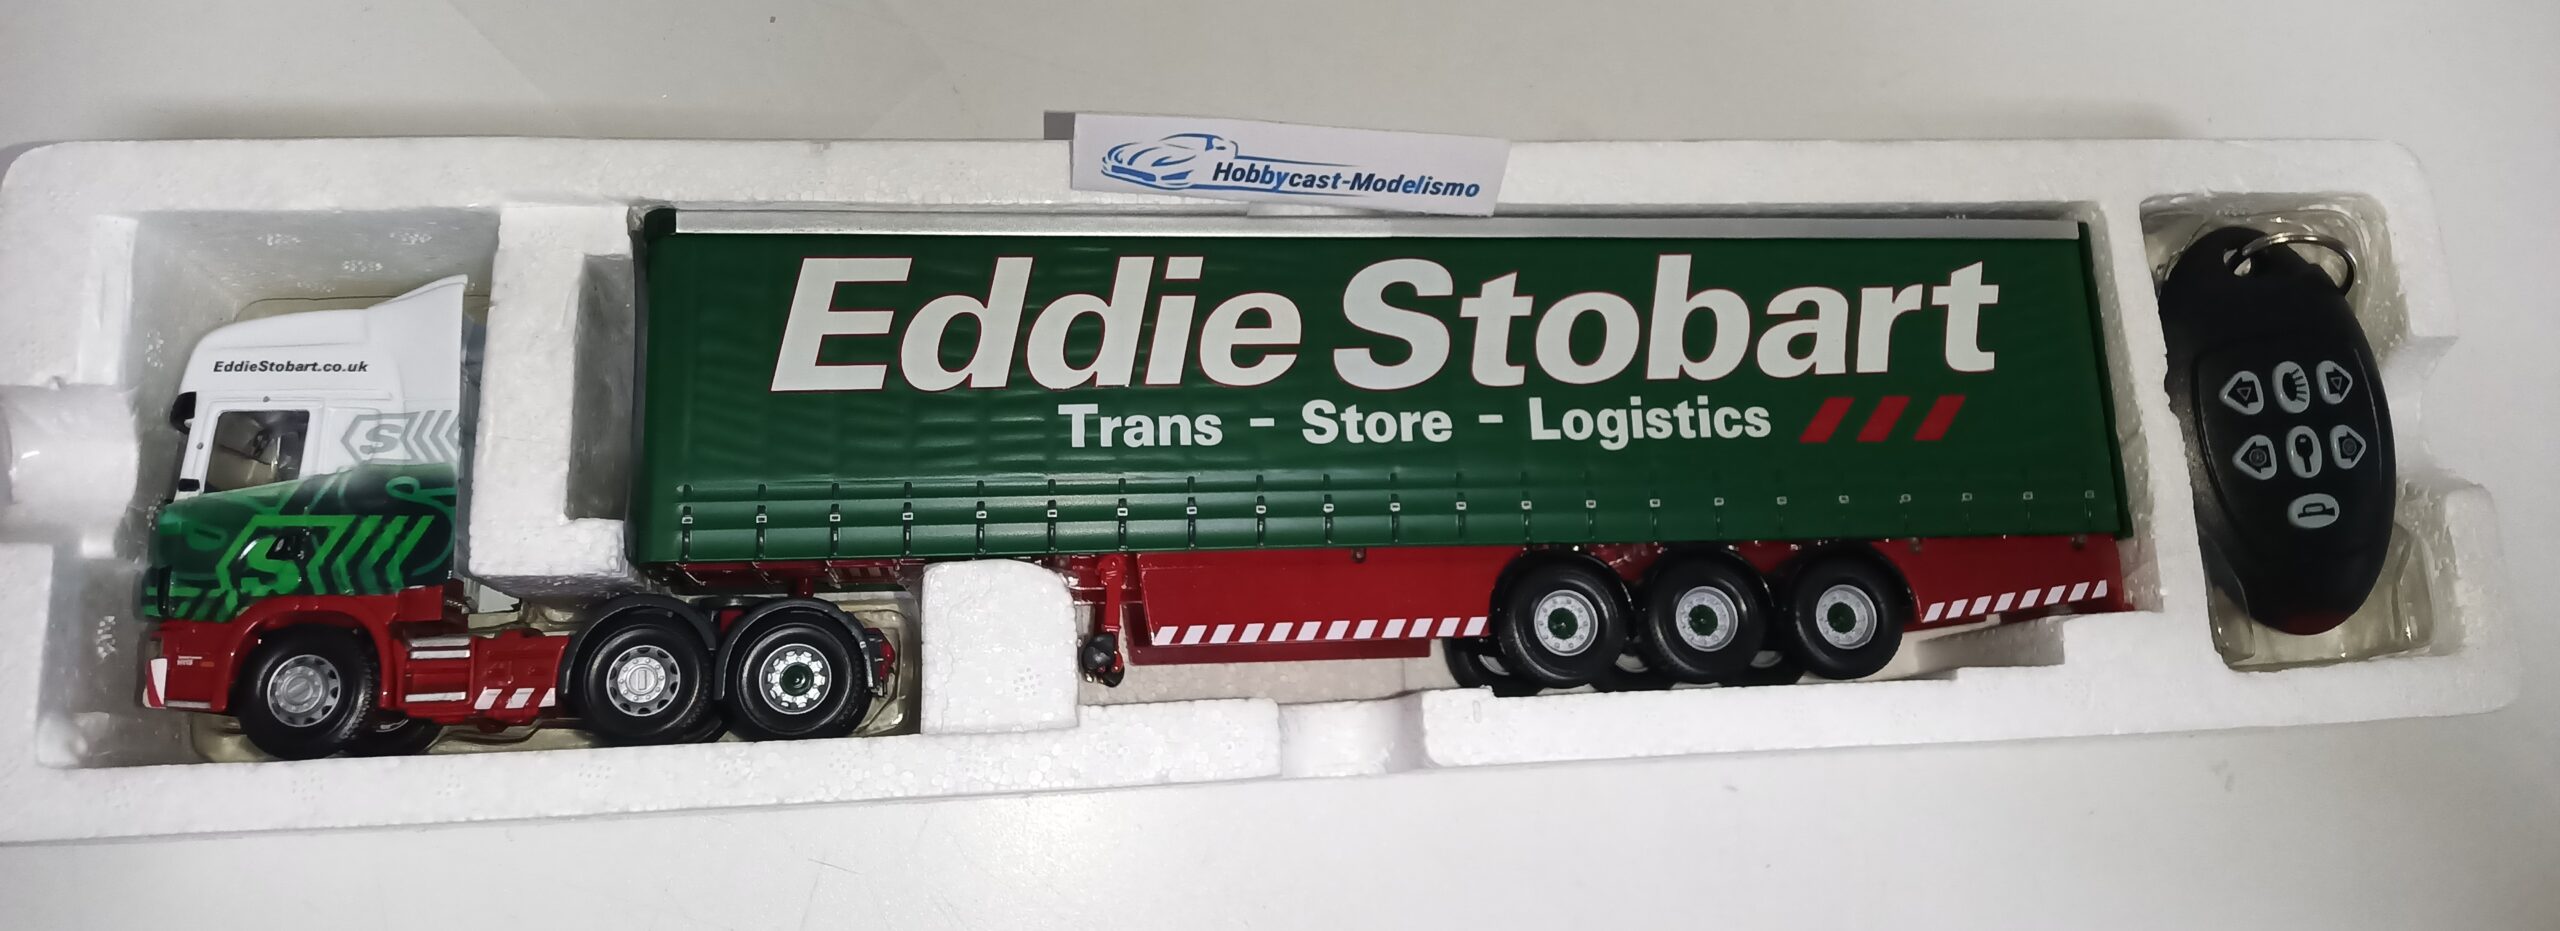 Hobbycast-Modelismo
Eddie Stobart
Trans - Store - Logistics
EddieStobart.co.uk
S
S